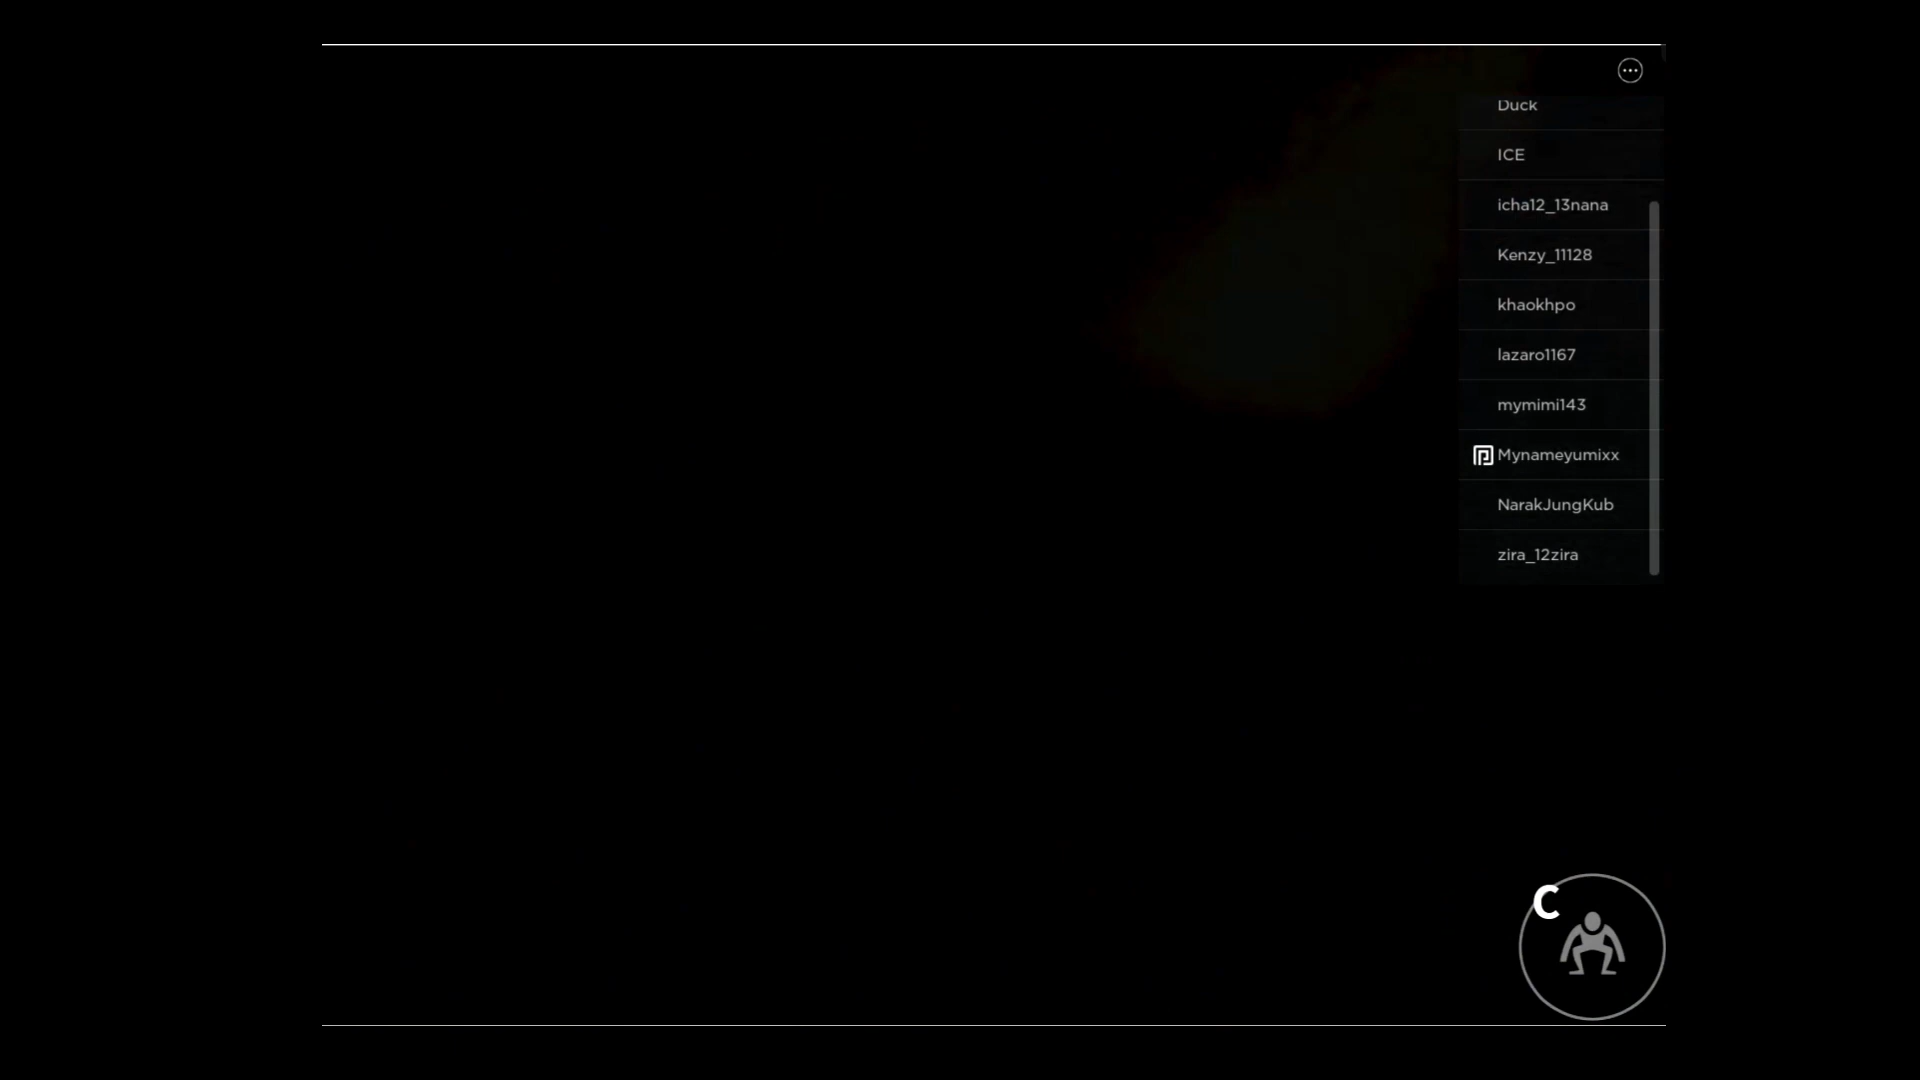 Duck
ICE
icha12_13nana
Kenzy_11128
khaokhpo
lazaro1167
mymimi143
Mynameyumixx
NarakJungKub
zira_12zira
C